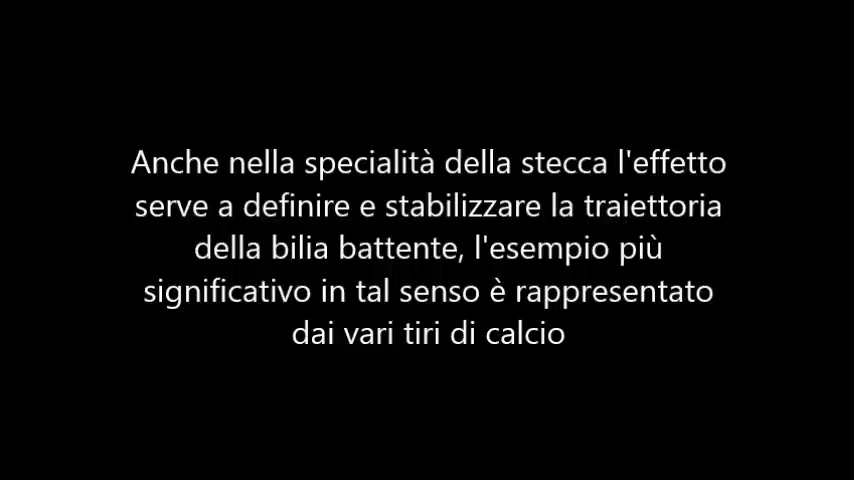 Anche nella specialità della stecca l'effetto
serve a definire e stabilizzare la traiettoria
della bilia battente, l'esempio più
significativo in tal senso è rappresentato
dai vari tiri di calcio